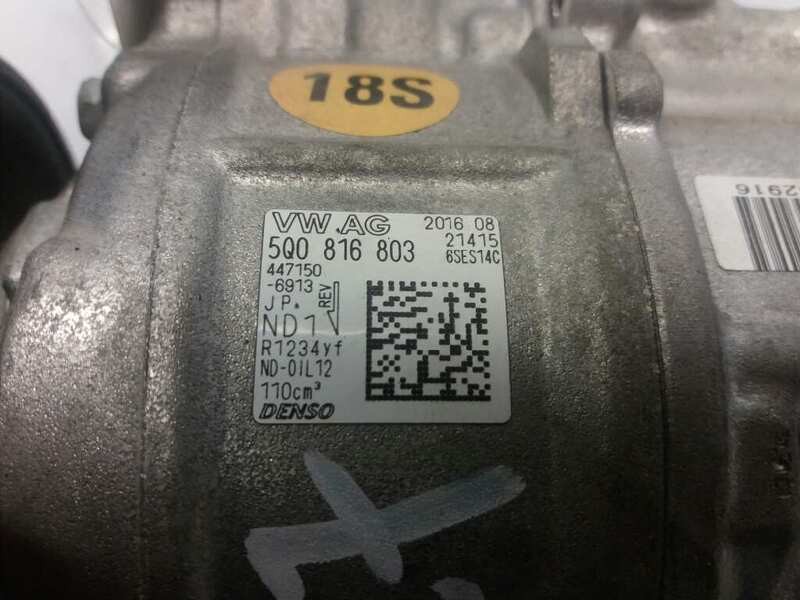 18S
VW AG 2016 08
5Q0 816 803 21415
447150 6SES14C
-6913
JP. REV
ND1
R1234yf
ND-OIL12
110cm³
DENSO
2916